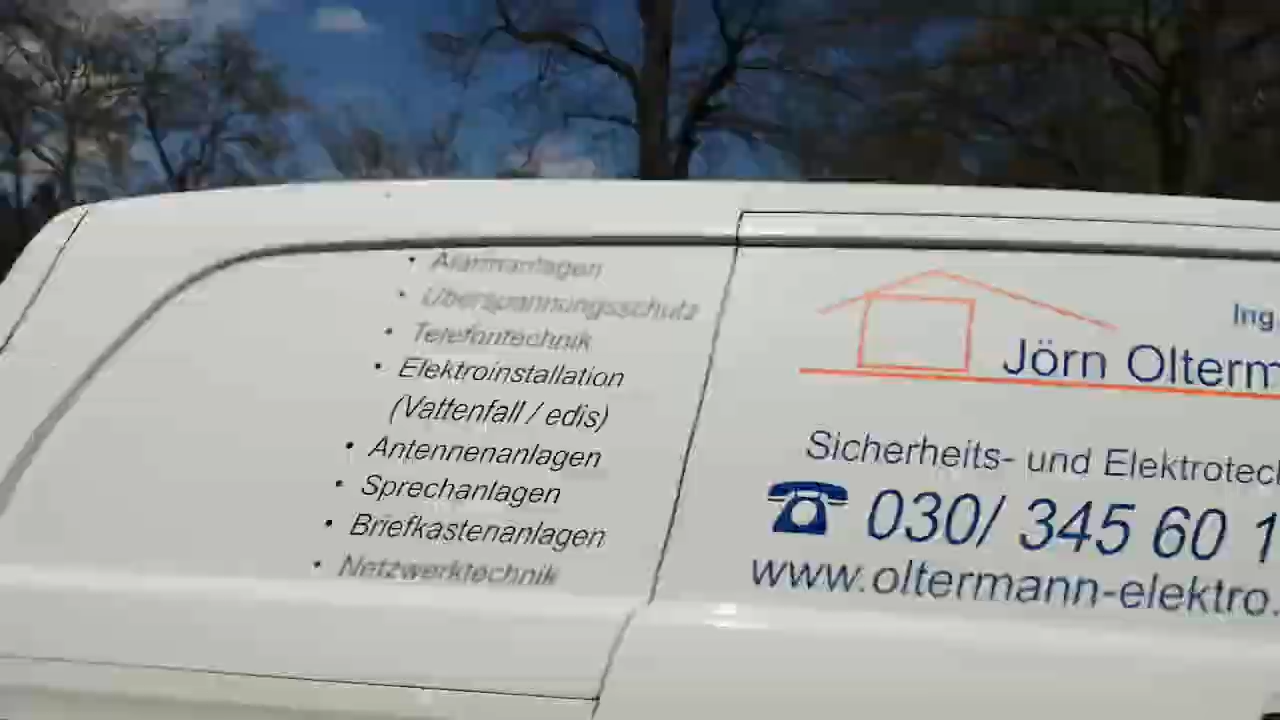 • Alarmanlagen
• Überspannungsschutz
• Telefontechnik
• Elektroinstallation
(Vattenfall / edis)
• Antennenanlagen
• Sprechanlagen
• Briefkastenanlagen
• Netzwerktechnik
Ing.
Jörn Olterm
Sicherheits- und Elektrotec
030/ 345 60 1
www.oltermann-elektro.